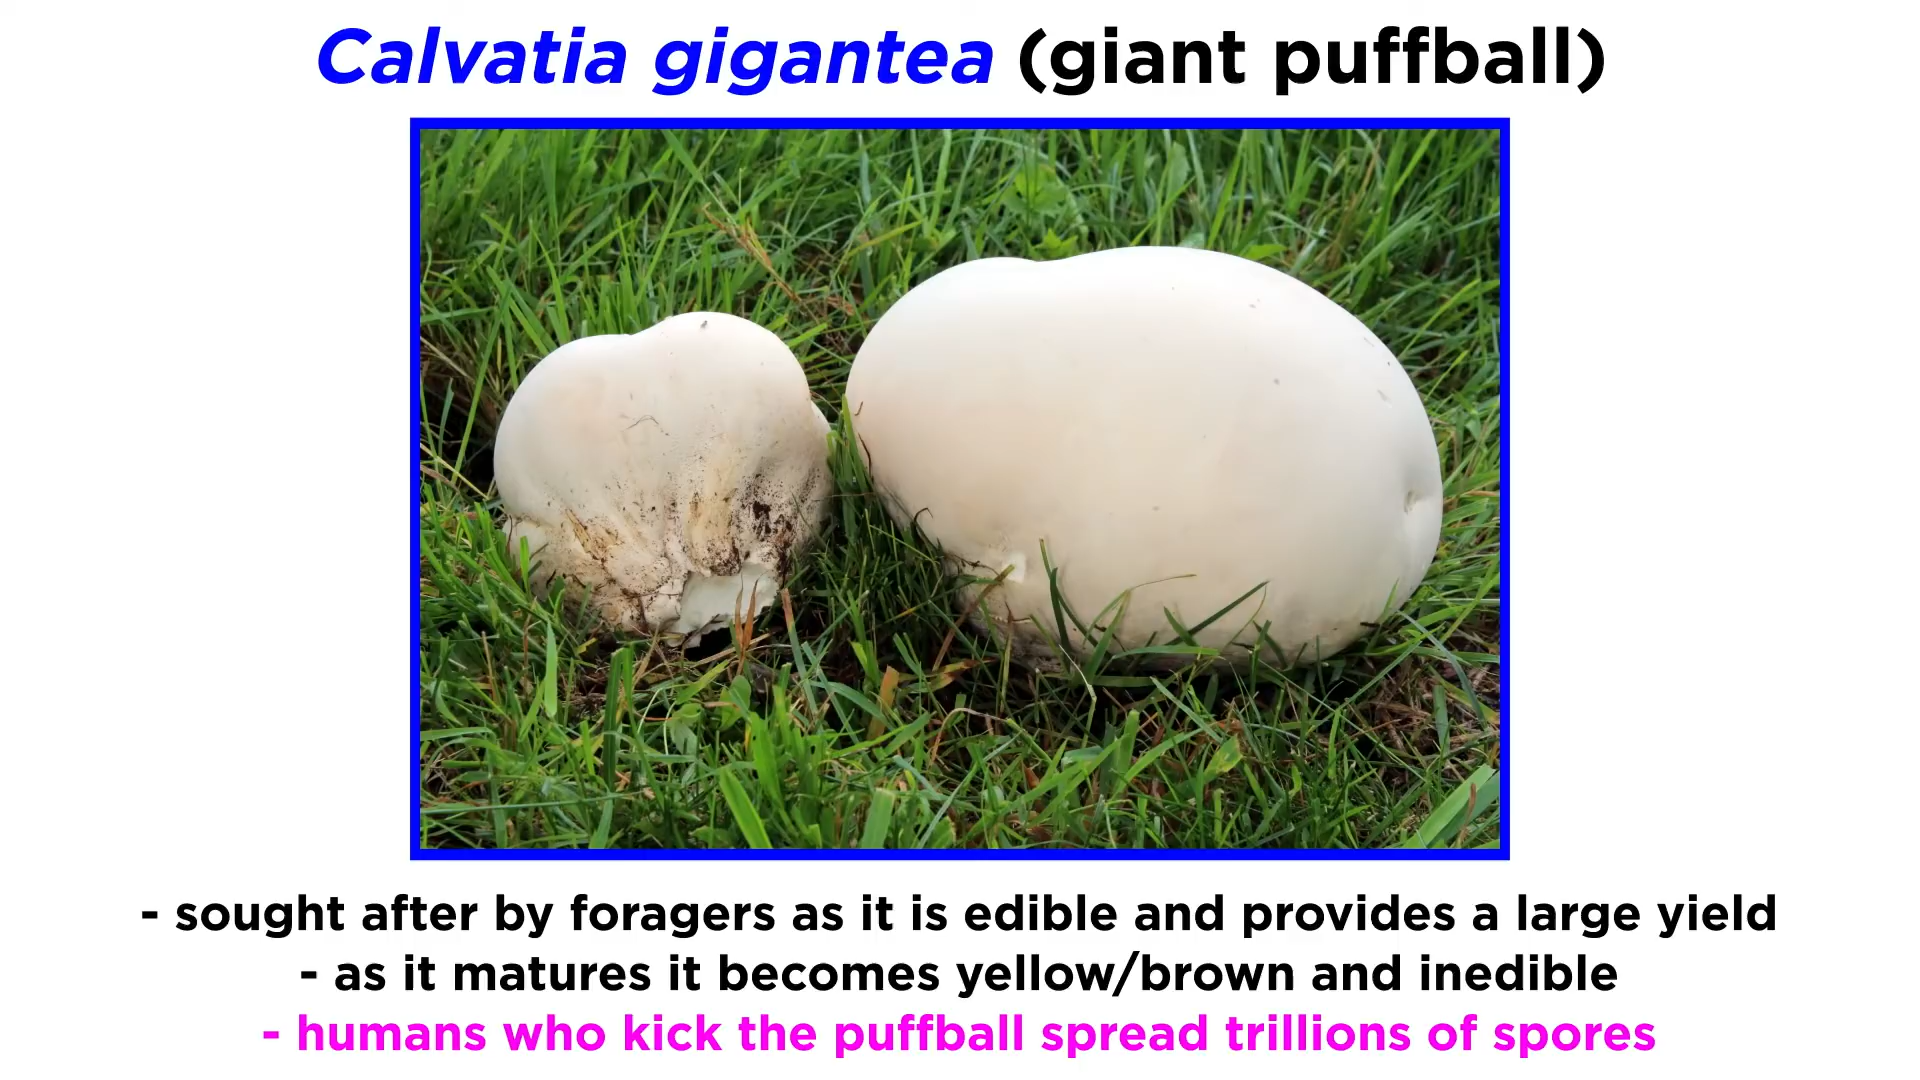 Calvatia gigantea (giant puffball)
- sought after by foragers as it is edible and provides a large yield
- as it matures it becomes yellow/brown and inedible
- humans who kick the puffball spread trillions of spores